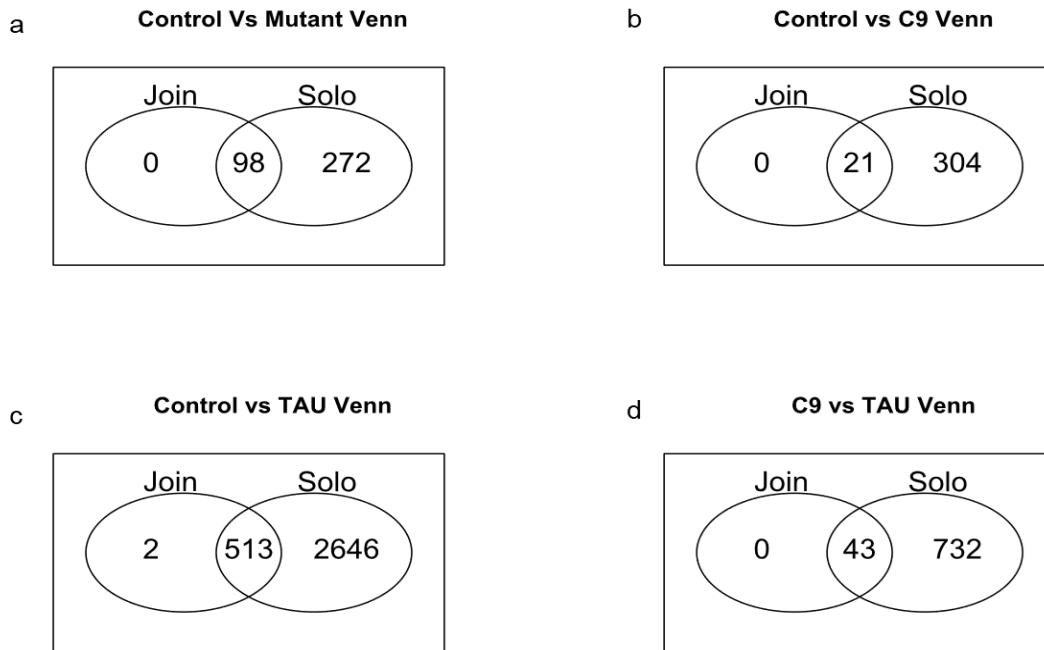 a
Control Vs Mutant Venn
Join Solo
0 98 272
b
Control vs C9 Venn
Join Solo
0 21 304
c
Control vs TAU Venn
Join Solo
2 513 2646
d
C9 vs TAU Venn
Join Solo
0 43 732